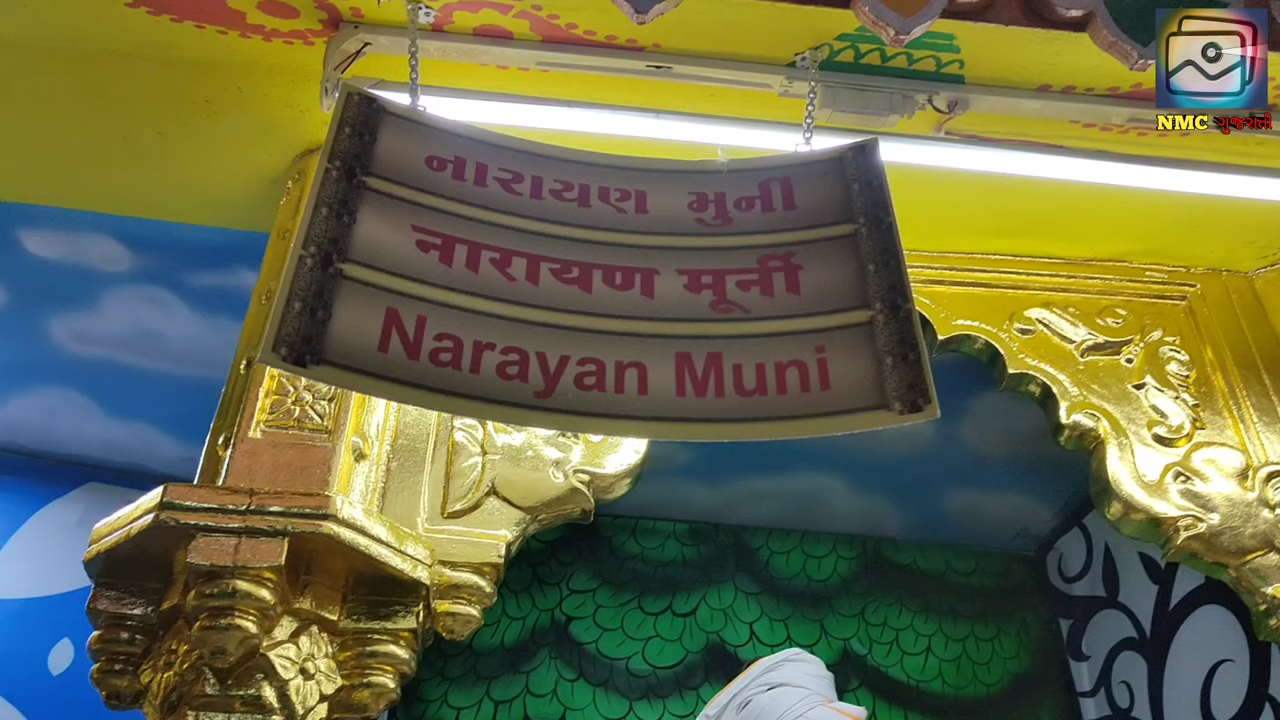 નારાયણ મુની
नारायण मूर्नी
Narayan Muni
NMC ગુજરાતી